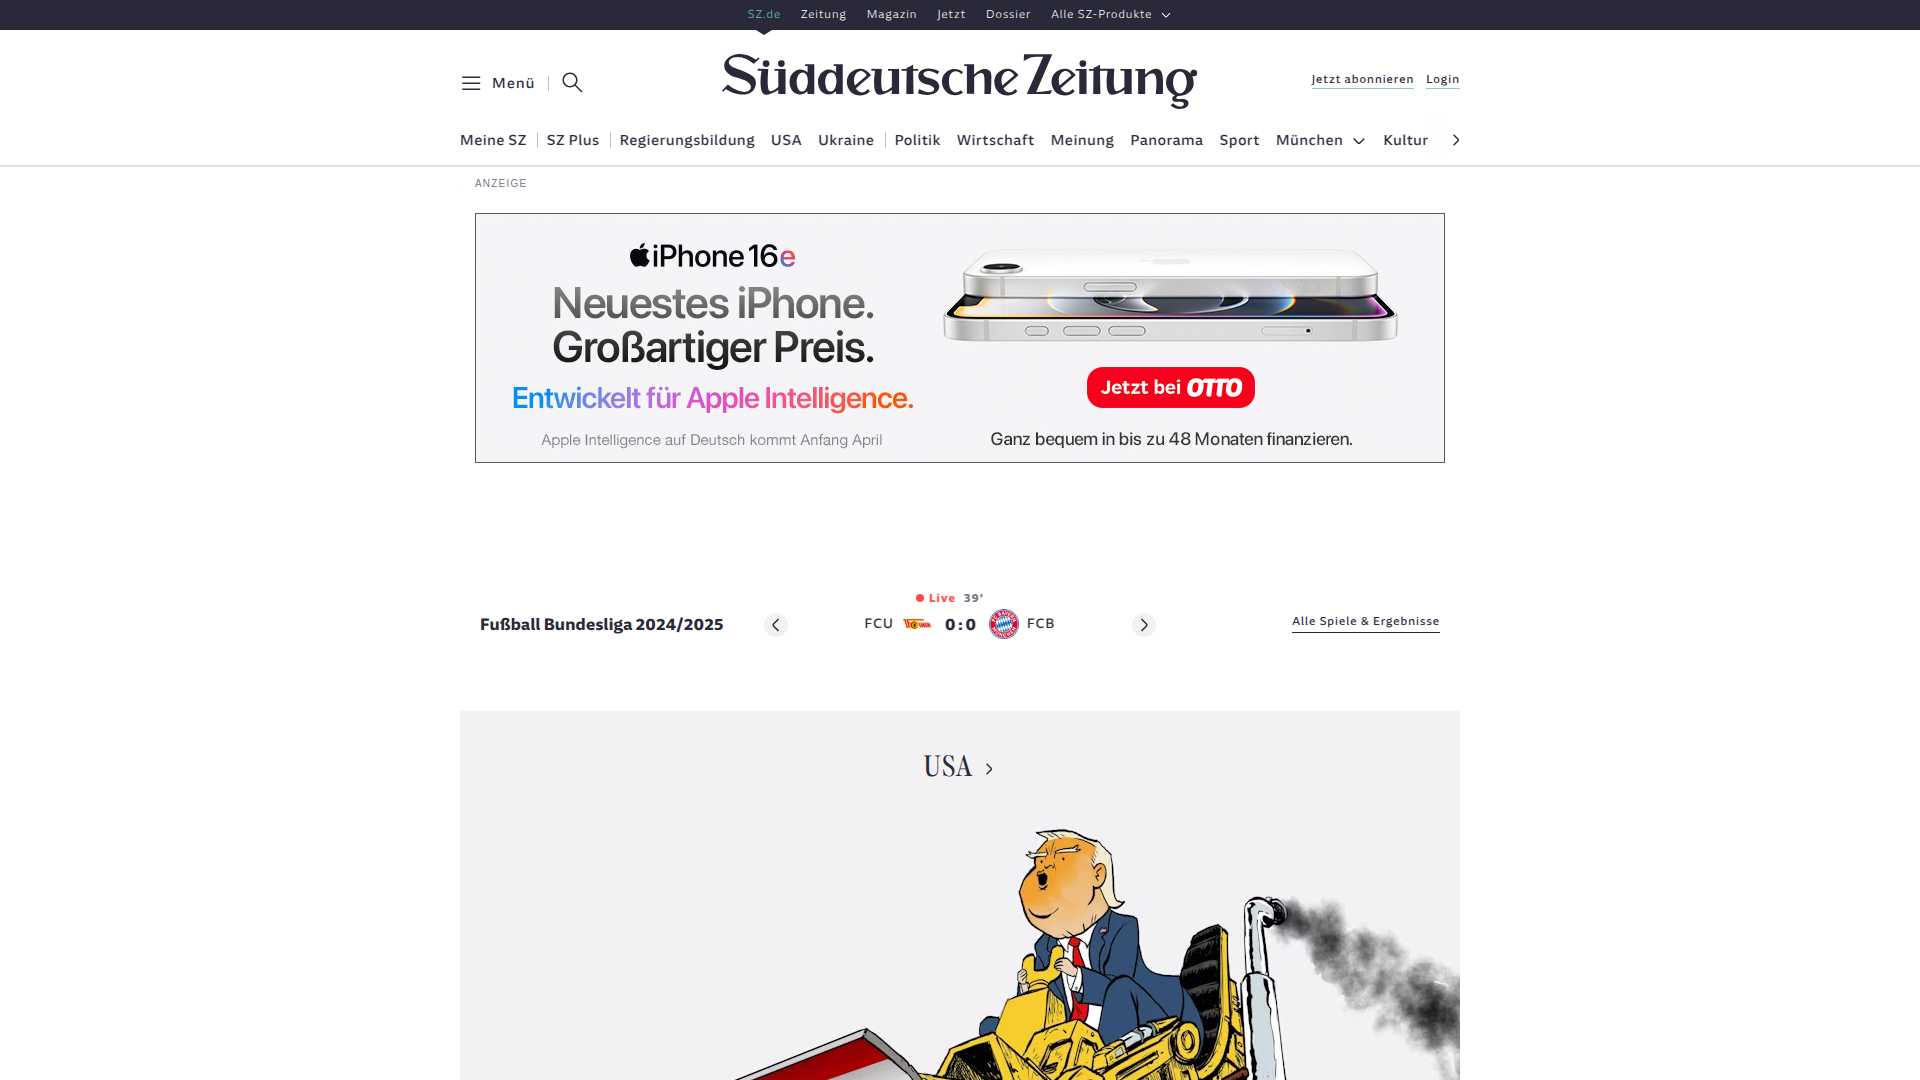 SZ.de Zeitung Magazin Jetzt Dossier Alle SZ-Produkte
Menü
Süddeutsche Zeitung
Jetzt abonnieren Login
Meine SZ SZ Plus Regierungsbildung USA Ukraine Politik Wirtschaft Meinung Panorama Sport München Kultur
ANZEIGE
iPhone 16e
Neuestes iPhone.
Großartiger Preis.
Entwickelt für Apple Intelligence.
Apple Intelligence auf Deutsch kommt Anfang April
Jetzt bei OTTO
Ganz bequem in bis zu 48 Monaten finanzieren.
Live 39'
Fußball Bundesliga 2024/2025
FCU 0:0 FCB
Alle Spiele & Ergebnisse
USA